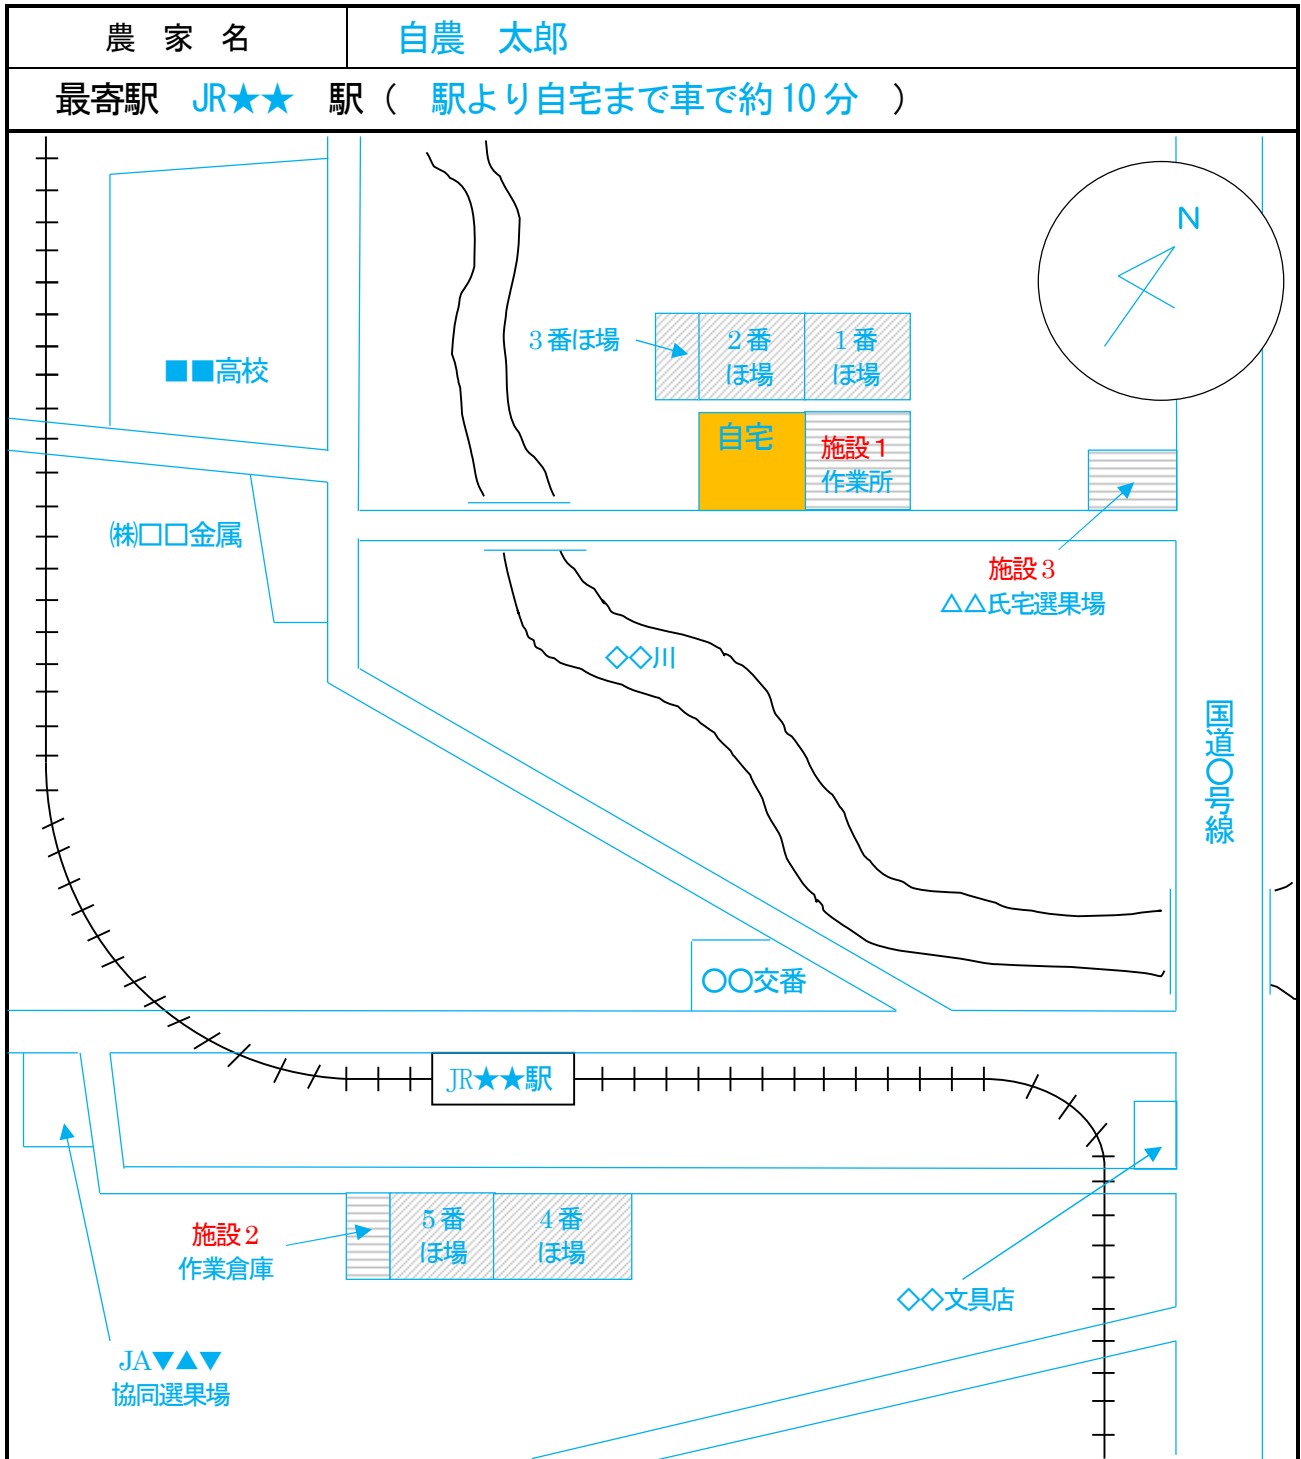 農　家　名
自農　太郎
最寄駅　JR★★　駅（　駅より自宅まで車で約10分　）
N
3番ほ場
2番
ほ場
1番
ほ場
■■高校
自宅
施設1
作業所
㈱□□金属
施設3
△△氏宅選果場
◇◇川
国道〇号線
〇〇交番
JR★★駅
施設2
作業倉庫
5番
ほ場
4番
ほ場
◇◇文具店
JA▼▲▼
協同選果場